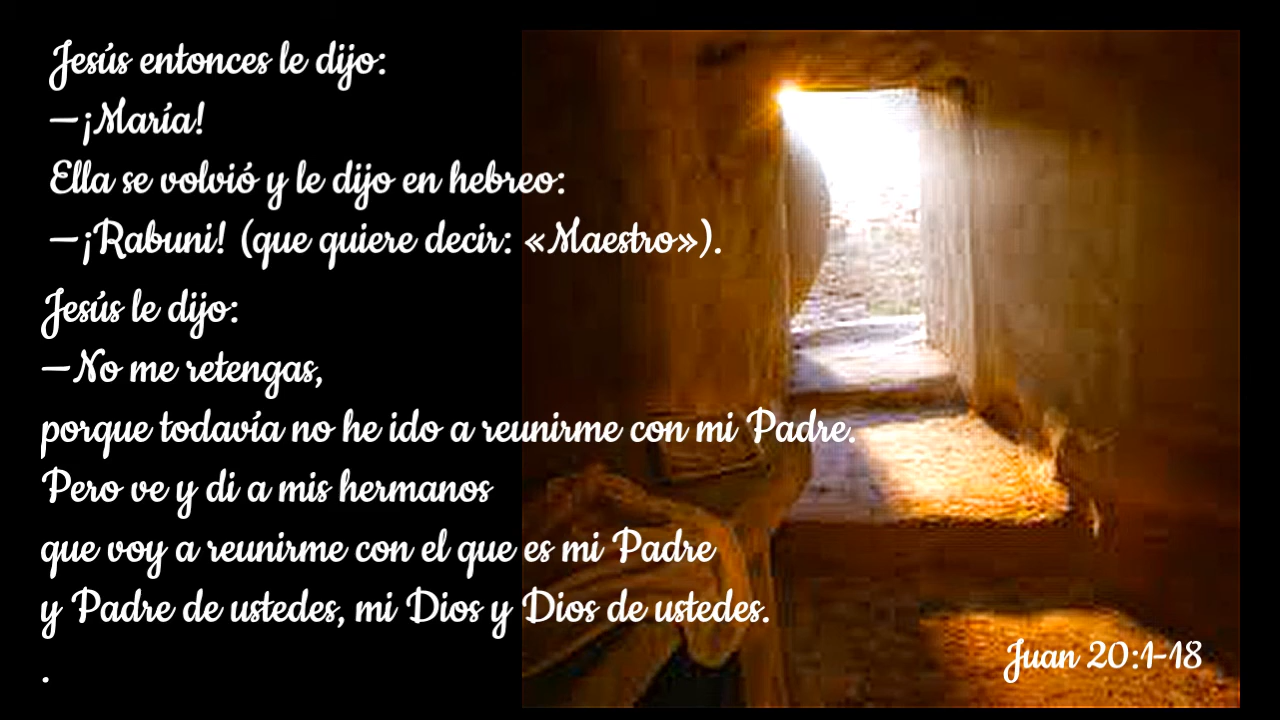 Jesús entonces le dijo:
—¡María!
Ella se volvió y le dijo en hebreo:
—¡Rabuni! (que quiere decir: «Maestro»).
Jesús le dijo:
—No me retengas,
porque todavía no he ido a reunirme con mi Padre.
Pero ve y di a mis hermanos
que voy a reunirme con el que es mi Padre
y Padre de ustedes, mi Dios y Dios de ustedes.
.
Juan 20:1-18